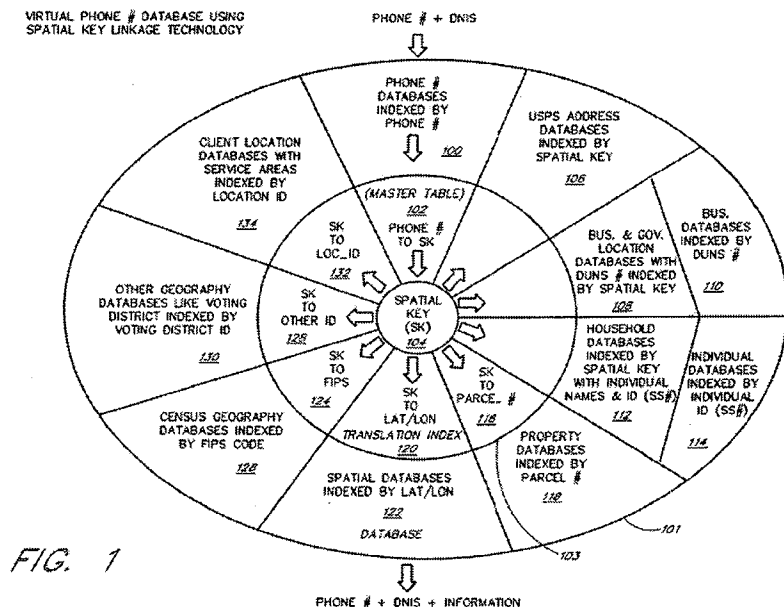 VIRTUAL PHONE # DATABASE USING
SPATIAL KEY LINKAGE TECHNOLOGY
PHONE # + DNIS
PHONE #
DATABASES
INDEXED BY
PHONE #
100
USPS ADDRESS
DATABASES
INDEXED BY
SPATIAL KEY
106
CLIENT LOCATION
DATABASES WITH
SERVICE AREAS
INDEXED BY
LOCATION ID
134
(MASTER TABLE)
102
PHONE #
TO SK
SK
TO
LOC_ID
132
BUS. & GOV.
LOCATION
DATABASES WITH
DUNS # INDEXED
BY SPATIAL KEY
108
BUS.
DATABASES
INDEXED BY
DUNS #
110
OTHER GEOGRAPHY
DATABASES LIKE VOTING
DISTRICT INDEXED BY
VOTING DISTRICT ID
130
SK
TO
OTHER ID
128
SPATIAL
KEY
(SK)
104
HOUSEHOLD
DATABASES
INDEXED BY
SPATIAL KEY
WITH INDIVIDUAL
NAMES & ID (SS#)
112
INDIVIDUAL
DATABASES
INDEXED BY
INDIVIDUAL
ID (SS#)
114
SK
TO
FIPS
124
SK
TO
LAT/LON
TRANSLATION INDEX
120
SK
TO
PARCEL #
116
CENSUS GEOGRAPHY
DATABASES INDEXED
BY FIPS CODE
128
SPATIAL DATABASES
INDEXED BY LAT/LON
122
DATABASE
PROPERTY
DATABASES
INDEXED BY
PARCEL #
118
103
101
FIG. 1
PHONE # + DNIS + INFORMATION